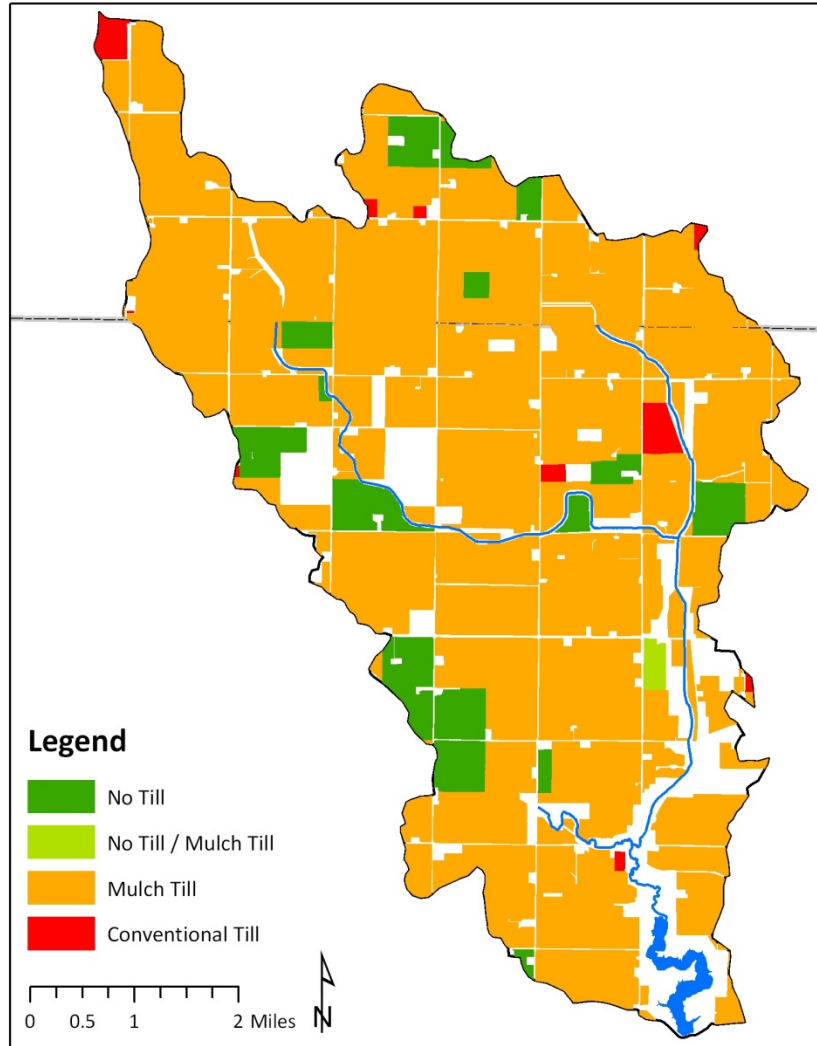 Legend
No Till
No Till / Mulch Till
Mulch Till
Conventional Till
0 0.5 1 2 Miles
N